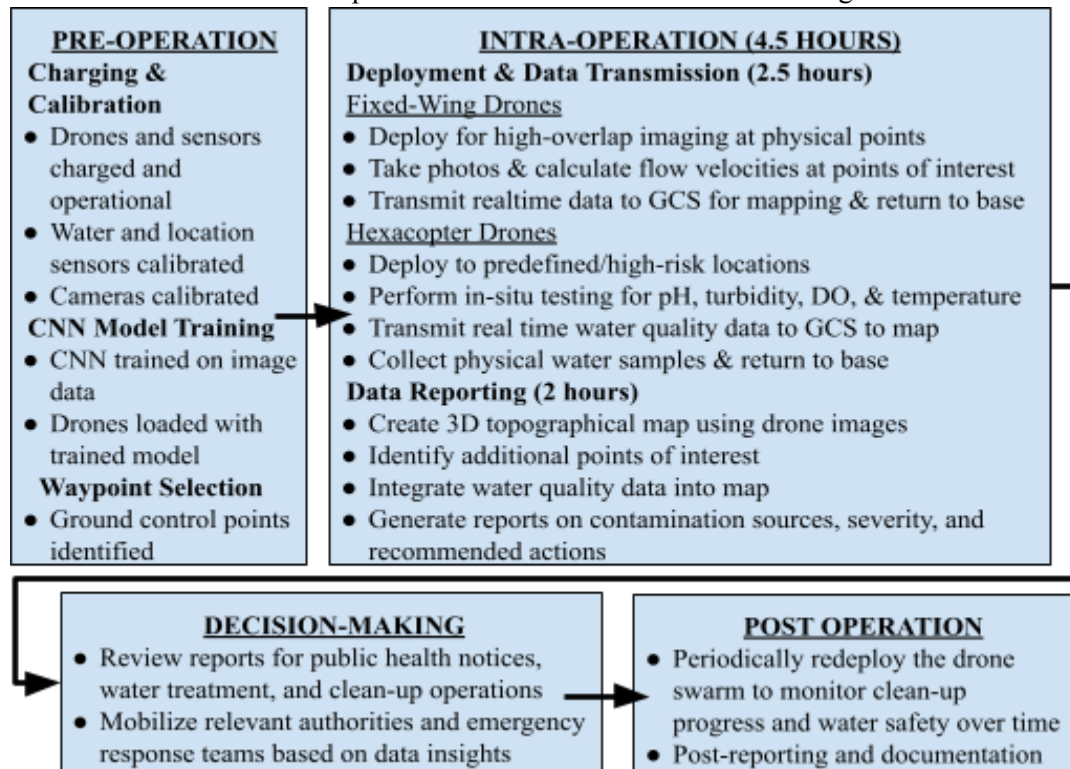 PRE-OPERATION
Charging &
Calibration
● Drones and sensors
charged and
operational
● Water and location
sensors calibrated
● Cameras calibrated
CNN Model Training
● CNN trained on image
data
● Drones loaded with
trained model
Waypoint Selection
● Ground control points
identified
INTRA-OPERATION (4.5 HOURS)
Deployment & Data Transmission (2.5 hours)
Fixed-Wing Drones
● Deploy for high-overlap imaging at physical points
● Take photos & calculate flow velocities at points of interest
● Transmit realtime data to GCS for mapping & return to base
Hexacopter Drones
● Deploy to predefined/high-risk locations
● Perform in-situ testing for pH, turbidity, DO, & temperature
● Transmit real time water quality data to GCS to map
● Collect physical water samples & return to base
Data Reporting (2 hours)
● Create 3D topographical map using drone images
● Identify additional points of interest
● Integrate water quality data into map
● Generate reports on contamination sources, severity, and
recommended actions
DECISION-MAKING
● Review reports for public health notices,
water treatment, and clean-up operations
● Mobilize relevant authorities and emergency
response teams based on data insights
POST OPERATION
● Periodically redeploy the drone
swarm to monitor clean-up
progress and water safety over time
● Post-reporting and documentation